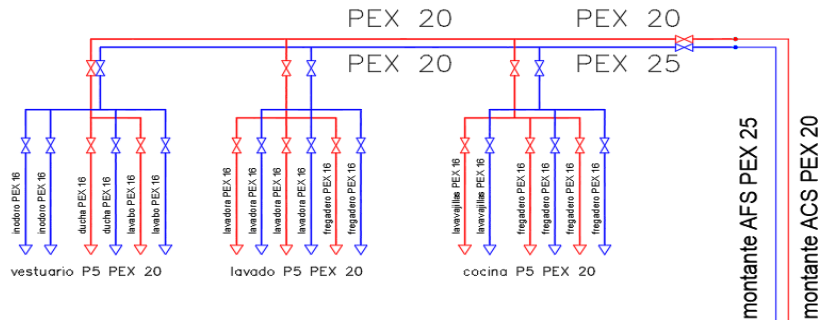 PEX 20
PEX 20
PEX 20
PEX 25
inodoro PEX 16
inodoro PEX 16
ducha PEX 16
ducha PEX 16
lavabo PEX 16
lavabo PEX 16
lavadora PEX 16
lavadora PEX 16
lavadora PEX 16
lavadora PEX 16
fregadero PEX 16
fregadero PEX 16
lavavajillas PEX 16
lavavajillas PEX 16
fregadero PEX 16
fregadero PEX 16
fregadero PEX 16
fregadero PEX 16
vestuario P5 PEX 20
lavado P5 PEX 20
cocina P5 PEX 20
montante AFS PEX 25
montante ACS PEX 20